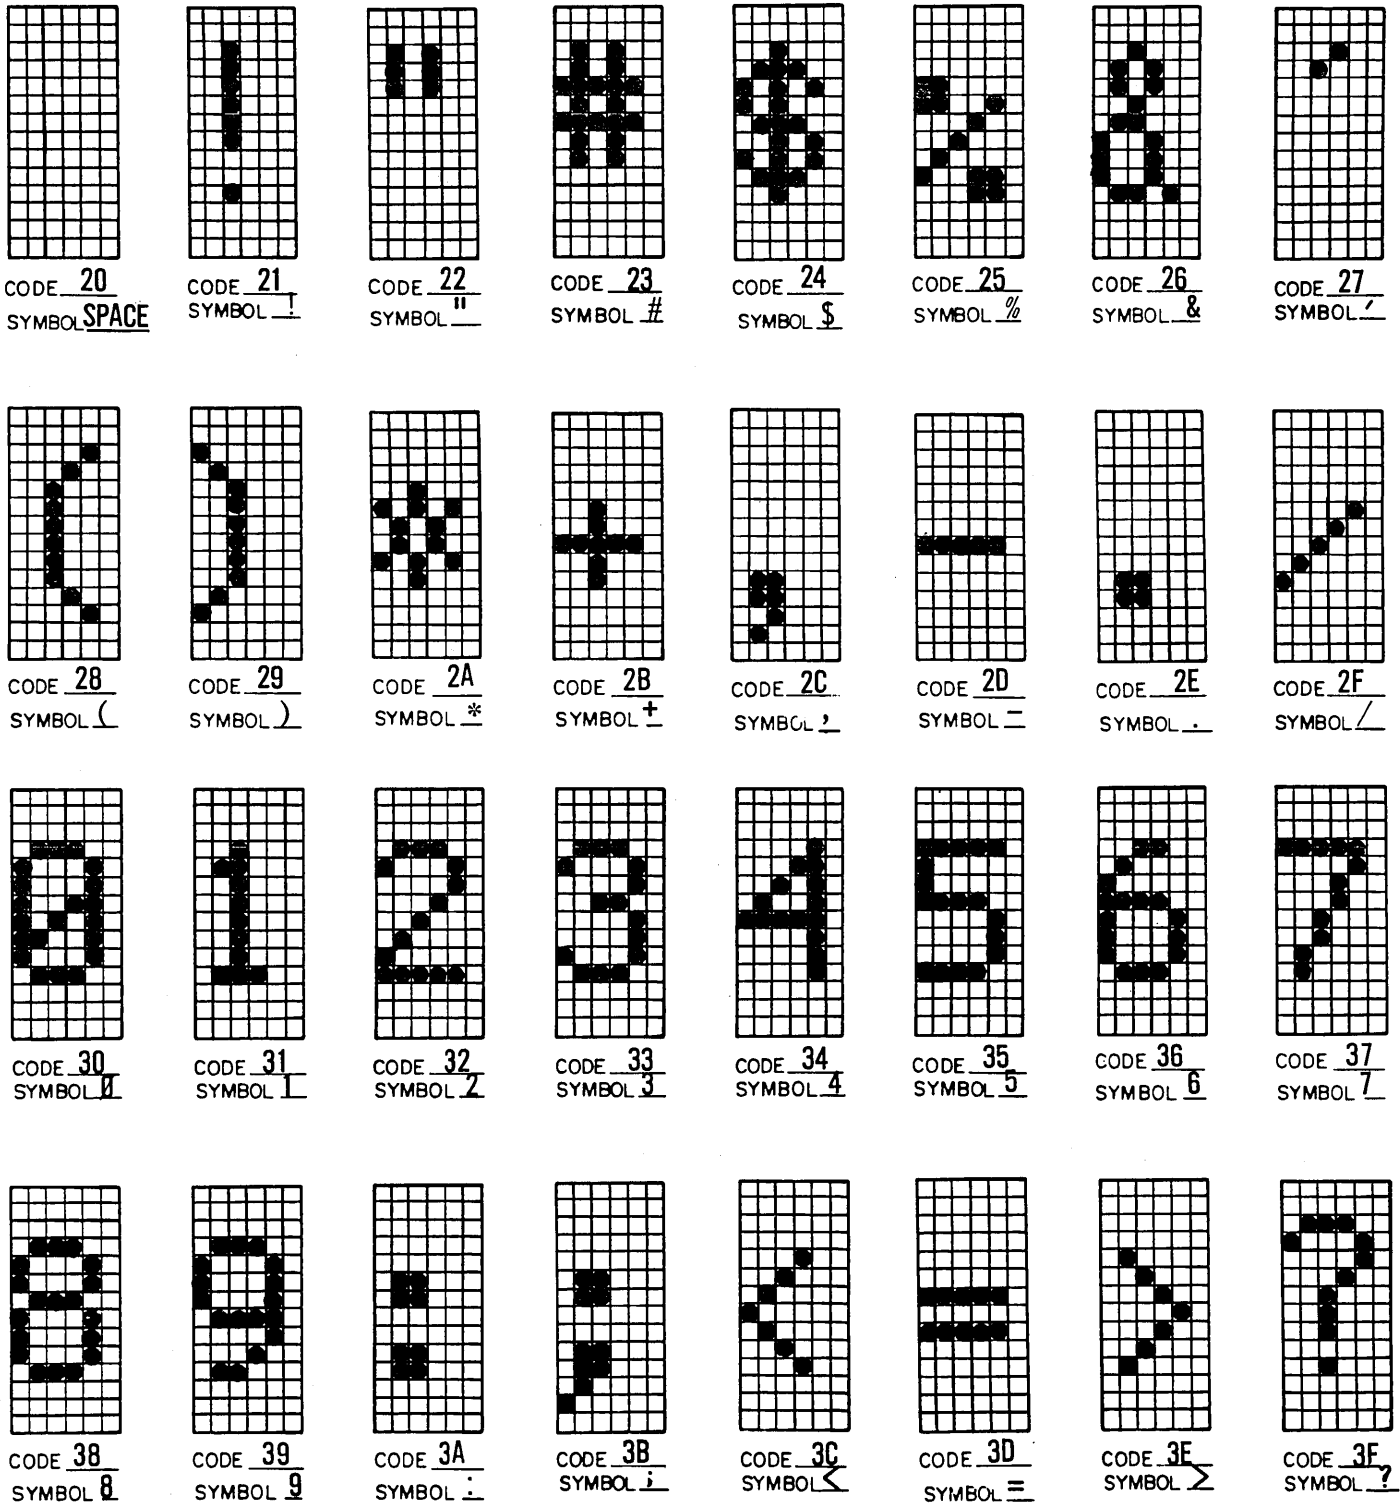 CODE 20 CODE 21 CODE 22 CODE 23 CODE 24 CODE 25 CODE 26 CODE 27
SYMBOL SPACE SYMBOL ! SYMBOL " SYMBOL # SYMBOL $ SYMBOL % SYMBOL & SYMBOL ′
CODE 28 CODE 29 CODE 2A CODE 2B CODE 2C CODE 2D CODE 2E CODE 2F
SYMBOL ( SYMBOL ) SYMBOL * SYMBOL + SYMBOL , SYMBOL – SYMBOL . SYMBOL /
CODE 30 CODE 31 CODE 32 CODE 33 CODE 34 CODE 35 CODE 36 CODE 37
SYMBOL Ø SYMBOL 1 SYMBOL 2 SYMBOL 3 SYMBOL 4 SYMBOL 5 SYMBOL 6 SYMBOL 7
CODE 38 CODE 39 CODE 3A CODE 3B CODE 3C CODE 3D CODE 3E CODE 3F
SYMBOL 8 SYMBOL 9 SYMBOL : SYMBOL ; SYMBOL < SYMBOL = SYMBOL > SYMBOL ?